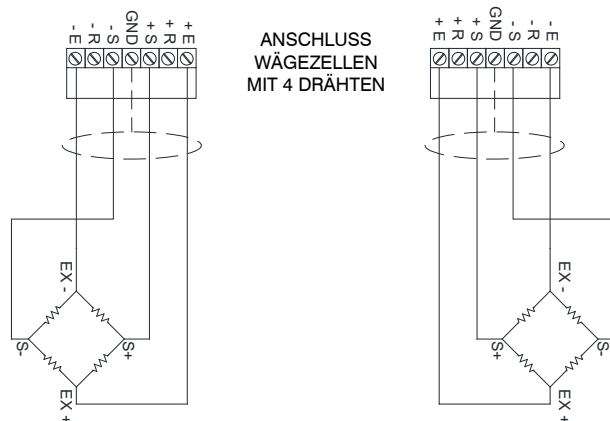 - E
- R
- S
GND
+ S
+ R
+ E
ANSCHLUSS
WÄGEZELLEN
MIT 4 DRÄHTEN
+ E
+ R
+ S
GND
- S
- R
- E
EX -
S-
S+
EX +
EX -
S+
S-
EX +